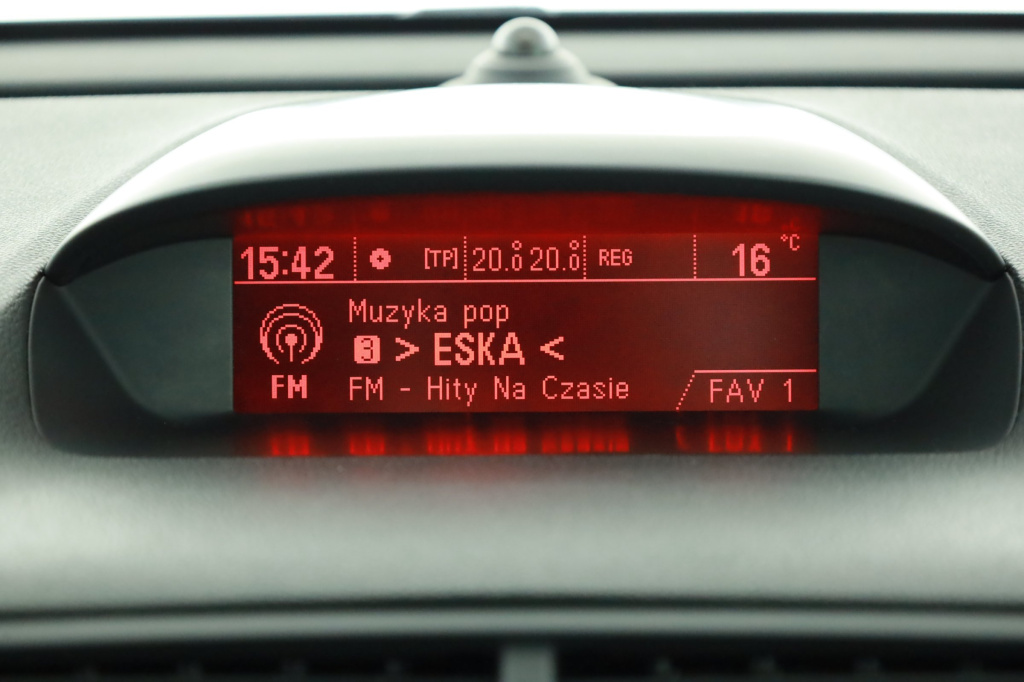 15:42 [TP] 20.0° 20.0° REG 16 °C
Muzyka pop
3 > ESKA <
FM FM - Hity Na Czasie FAV 1